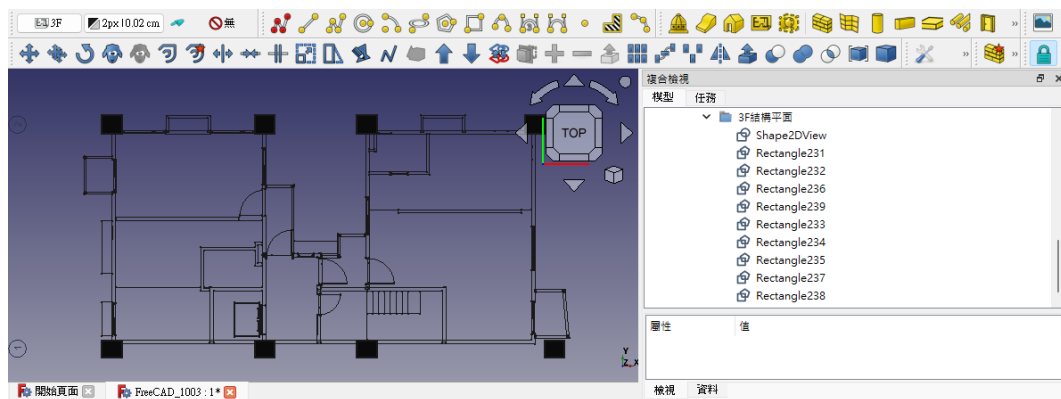 3F
2px | 0.02 cm
無
複合檢視
模型 任務
3F結構平面
Shape2DView
Rectangle231
Rectangle232
Rectangle236
Rectangle239
Rectangle233
Rectangle234
Rectangle235
Rectangle237
Rectangle238
TOP
屬性 值
Y
Z X
開始頁面
FreeCAD_1003 : 1*
檢視 資料